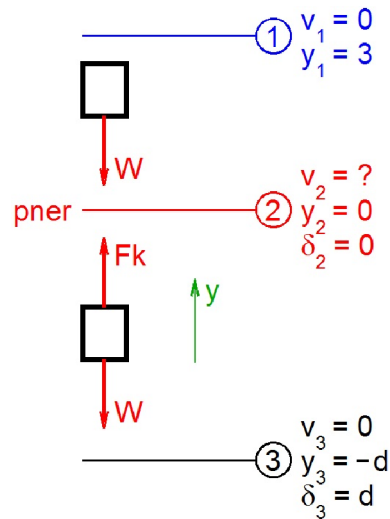 1 v₁ = 0
y₁ = 3
W
pner 2 v₂ = ?
y₂ = 0
δ₂ = 0
Fk
y
W
3 v₃ = 0
y₃ = −d
δ₃ = d